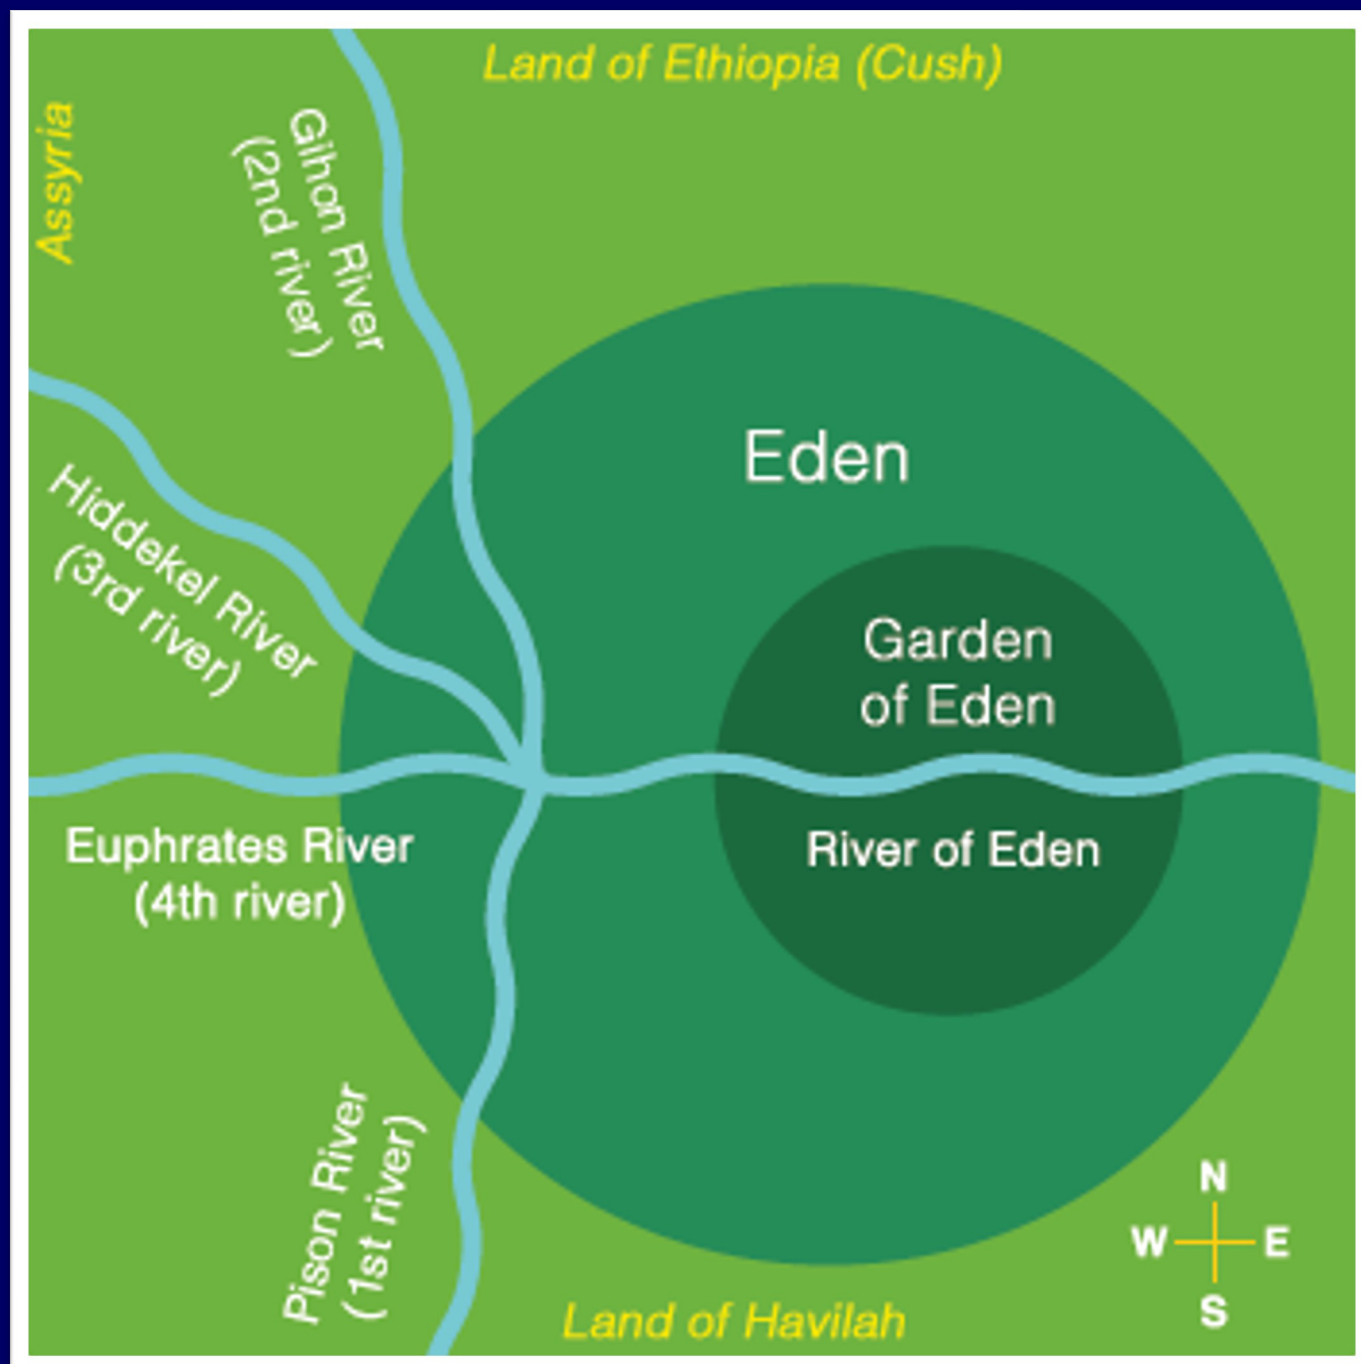 Land of Ethiopia (Cush)
Assyria
Gihon River
(2nd river)
Eden
Hiddekel River
(3rd river)
Garden
of Eden
Euphrates River
(4th river)
River of Eden
Pison River
(1st river)
N
W E
S
Land of Havilah